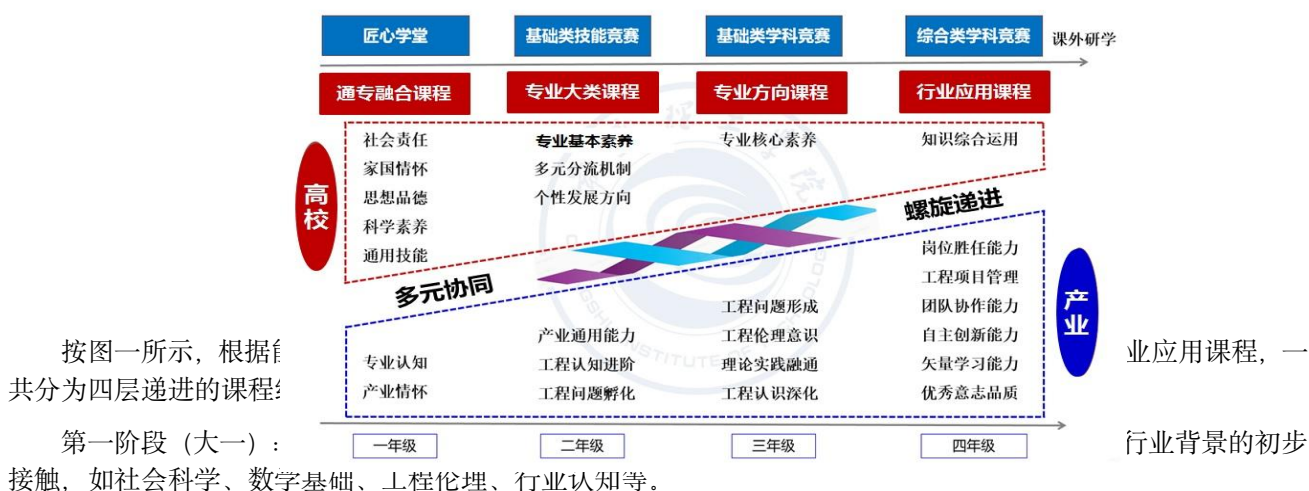 匠心学堂 基础类技能竞赛 基础类学科竞赛 综合类学科竞赛 课外研学
通专融合课程 专业大类课程 专业方向课程 行业应用课程
高校
社会责任 专业基本素养 专业核心素养 知识综合运用
家国情怀 多元分流机制
思想品德 个性发展方向
科学素养
通用技能
螺旋递进
多元协同
产业
岗位胜任能力
工程项目管理
工程问题形成 团队协作能力
产业通用能力 工程伦理意识 自主创新能力
专业认知 工程认知进阶 理论实践融通 矢量学习能力
产业情怀 工程问题孵化 工程认识深化 优秀意志品质
一年级 二年级 三年级 四年级
按图一所示，根据 业应用课程，一
共分为四层递进的课程
第一阶段（大一）： 行业背景的初步
接触，如社会科学、数学基础、工程伦理、行业认知等。